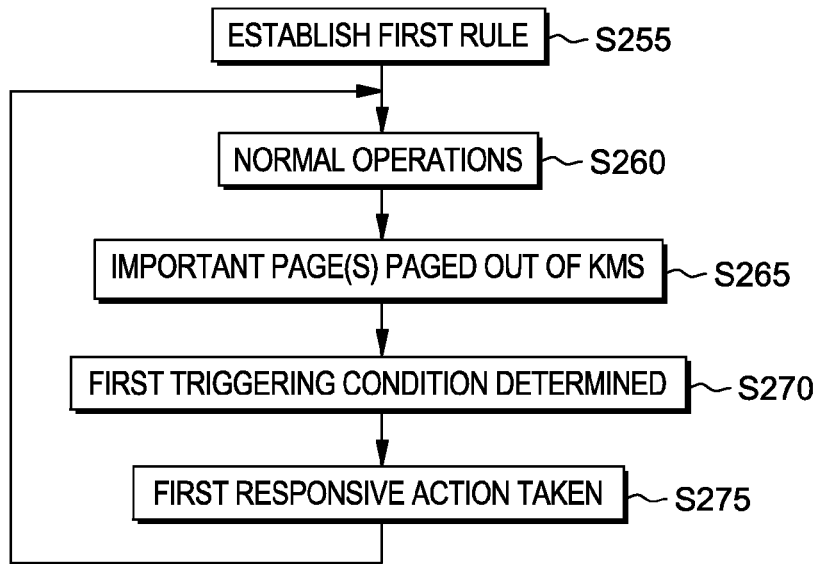 ESTABLISH FIRST RULE S255
NORMAL OPERATIONS S260
IMPORTANT PAGE(S) PAGED OUT OF KMS S265
FIRST TRIGGERING CONDITION DETERMINED S270
FIRST RESPONSIVE ACTION TAKEN S275